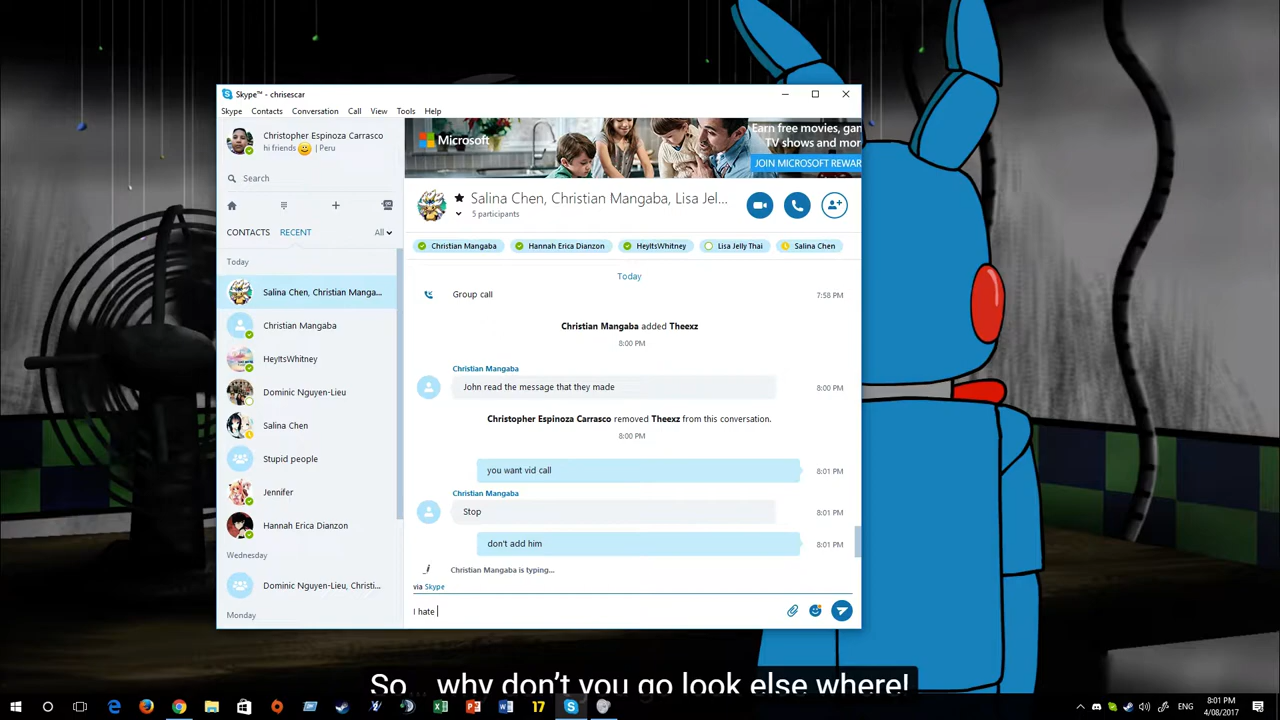 Skype™ - chrisescar
Skype Contacts Conversation Call View Tools Help
Christopher Espinoza Carrasco
hi friends | Peru
Search
CONTACTS RECENT All
Today
Salina Chen, Christian Manga...
Christian Mangaba
HeyItsWhitney
Dominic Nguyen-Lieu
Salina Chen
Stupid people
Jennifer
Hannah Erica Dianzon
Wednesday
Dominic Nguyen-Lieu, Christi...
Monday
Microsoft
Earn free movies, gam
TV shows and mor
JOIN MICROSOFT REWAR
Salina Chen, Christian Mangaba, Lisa Jel...
5 participants
Christian Mangaba Hannah Erica Dianzon HeyItsWhitney Lisa Jelly Thai Salina Chen
Today
Group call 7:58 PM
Christian Mangaba added Theexz
8:00 PM
Christian Mangaba
John read the message that they made 8:00 PM
Christopher Espinoza Carrasco removed Theexz from this conversation.
8:00 PM
you want vid call 8:01 PM
Christian Mangaba
Stop 8:01 PM
don't add him 8:01 PM
Christian Mangaba is typing...
via Skype
I hate
So... why don't you go look else where!
17
8:01 PM
4/08/2017